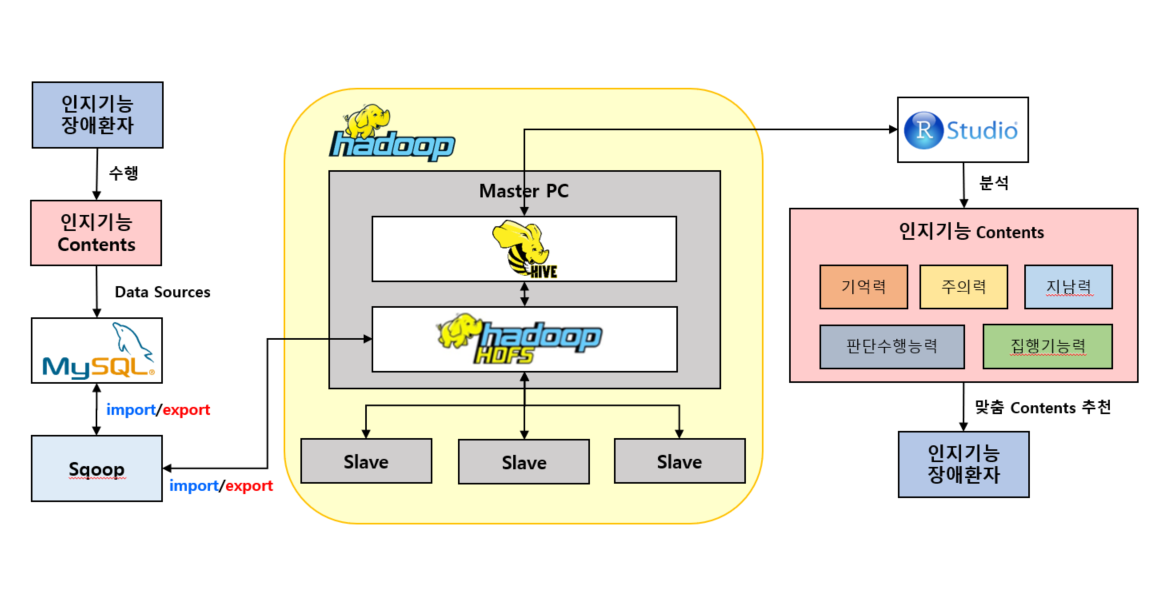 인지기능
장애환자
수행
인지기능
Contents
Data Sources
MySQL®
import/export
Sqoop
import/export
hadoop
Master PC
HIVE
hadoop
HDFS
Slave
Slave
Slave
R Studio
분석
인지기능 Contents
기억력
주의력
지남력
판단수행능력
집행기능력
맞춤 Contents 추천
인지기능
장애환자